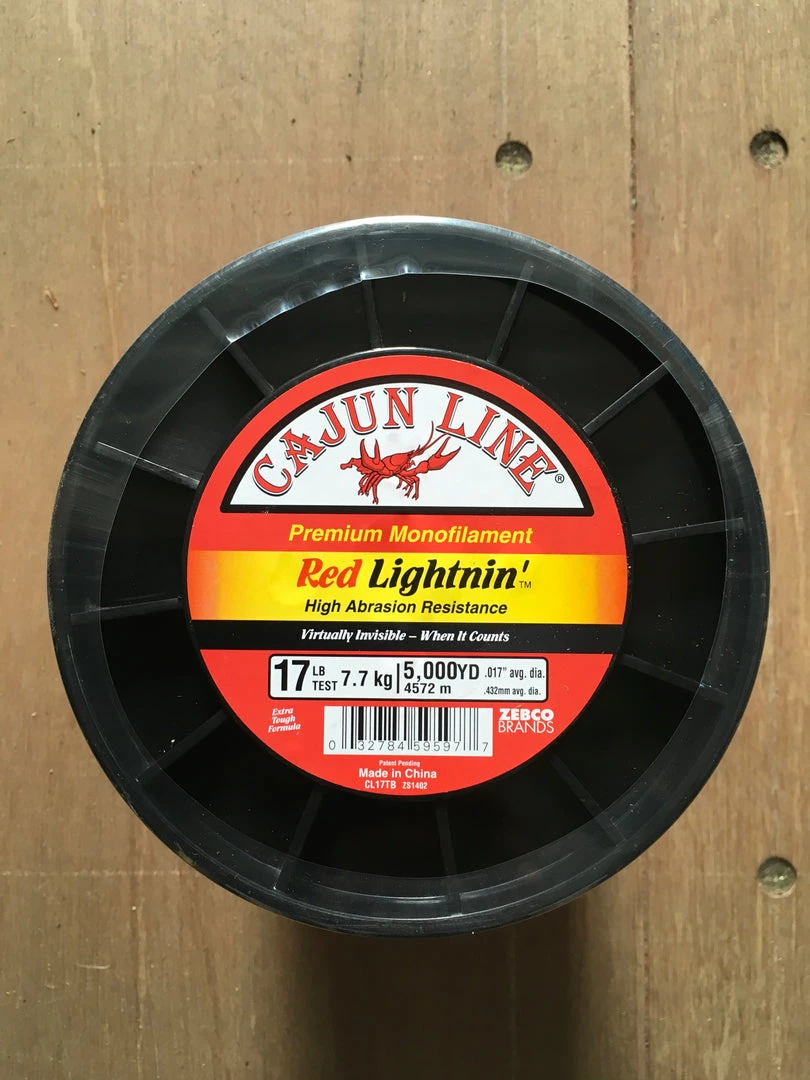 CAJUN LINE®
Premium Monofilament
Red Lightnin'™
High Abrasion Resistance
Virtually Invisible – When It Counts
17 LB TEST 7.7 kg 5,000YD .017" avg. dia.
4572 m .432mm avg. dia.
Extra
Tough
Formula
0 32784 59597 7
ZEBCO
BRANDS
Patent Pending
Made in China
CL17TB ZS1402